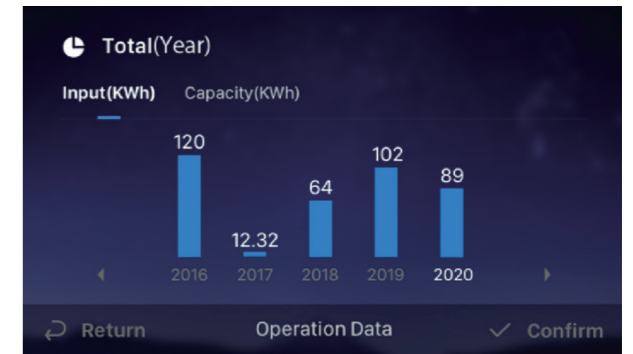 Total(Year)
Input(KWh) Capacity(KWh)
120
102
89
64
12.32
2016 2017 2018 2019 2020
Return Operation Data Confirm